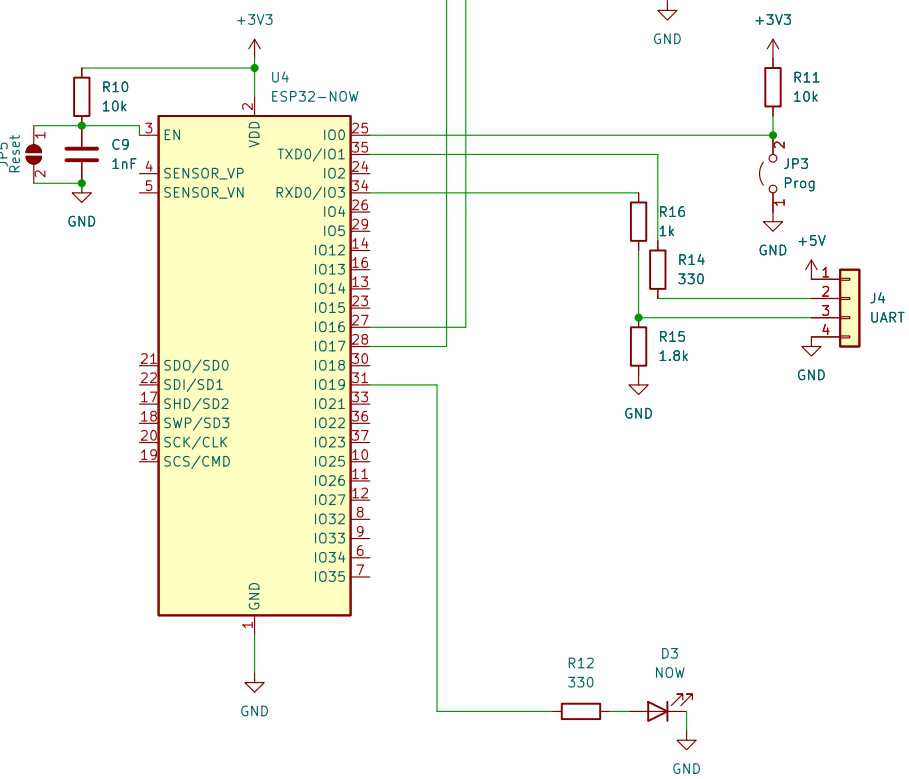 +3V3
GND
+3V3
R10
10k
U4
ESP32-NOW
R11
10k
2
JP5
Reset
1
2
C9
1nF
GND
3
EN
VDD
IO0
25
TXD0/IO1
35
4
SENSOR_VP
IO2
24
5
SENSOR_VN
RXD0/IO3
34
IO4
26
IO5
29
IO12
14
IO13
16
IO14
13
IO15
23
IO16
27
IO17
28
21
SDO/SD0
IO18
30
22
SDI/SD1
IO19
31
17
SHD/SD2
IO21
33
18
SWP/SD3
IO22
36
20
SCK/CLK
IO23
37
19
SCS/CMD
IO25
10
IO26
11
IO27
12
IO32
8
IO33
9
IO34
6
IO35
7
GND
1
GND
2
JP3
Prog
1
GND
R16
1k
R14
330
+5V
1
2
3
4
J4
UART
GND
R15
1.8k
GND
R12
330
D3
NOW
GND